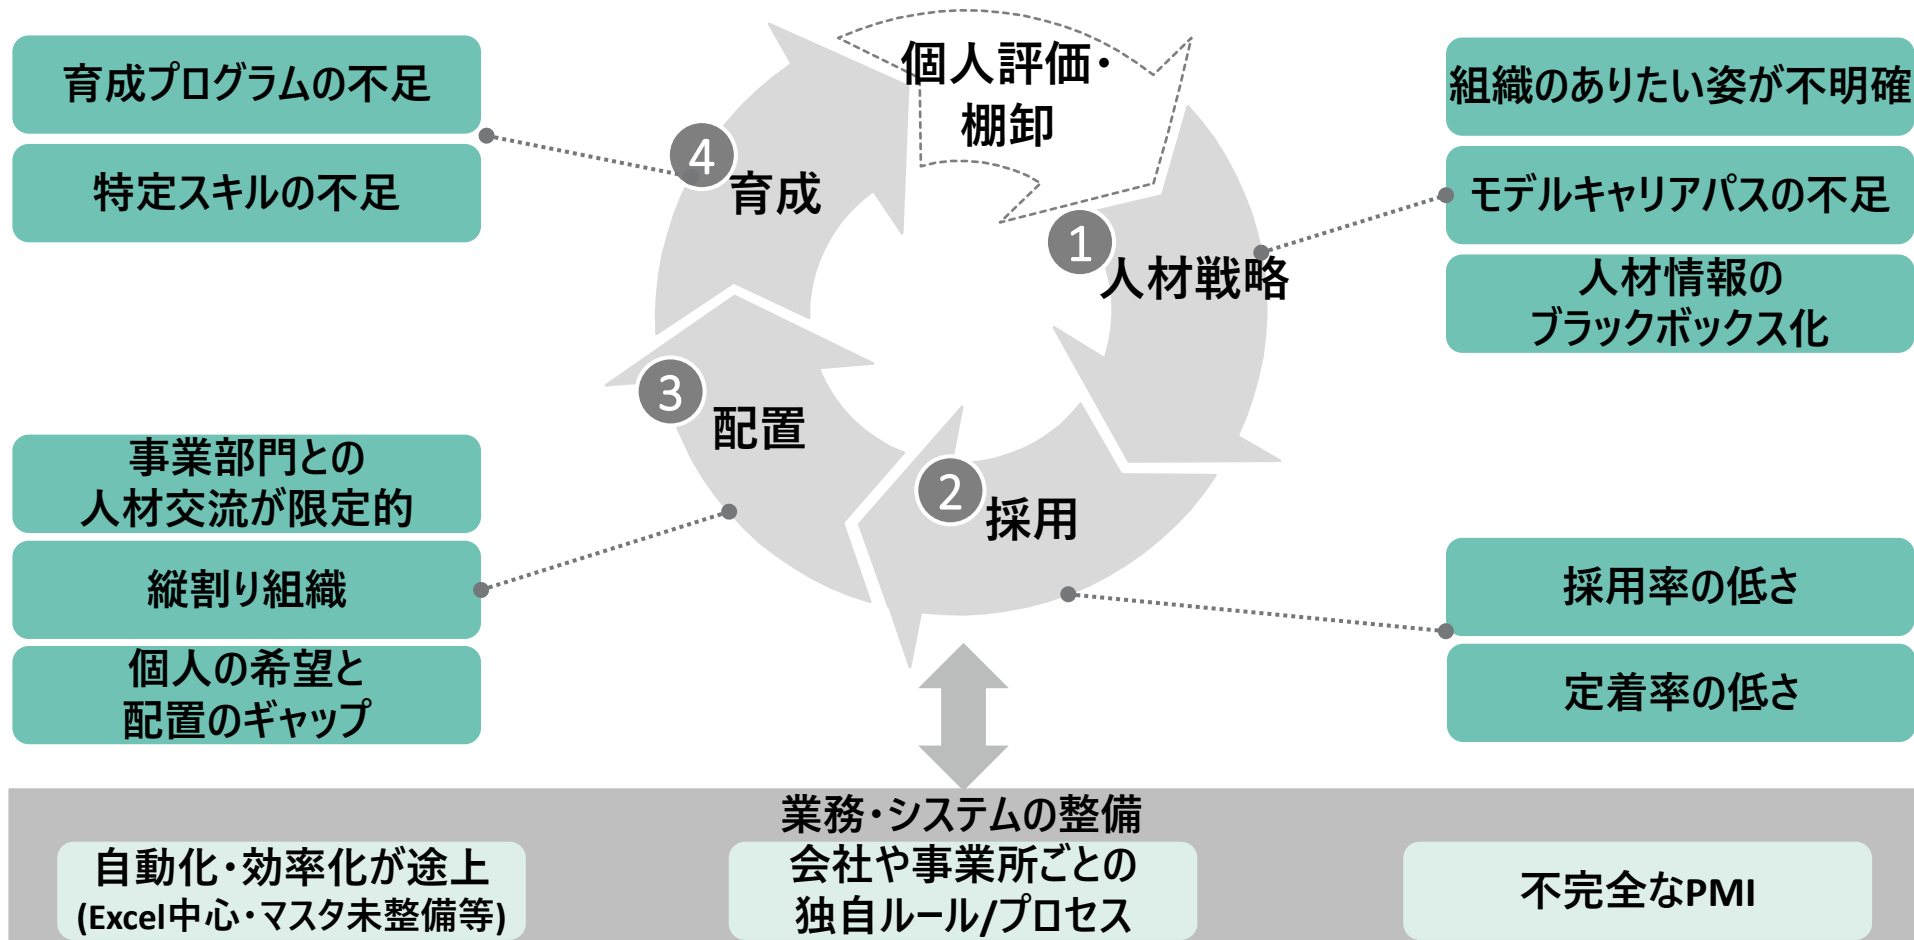 個人評価・
棚卸
1
人材戦略
組織のありたい姿が不明確
モデルキャリアパスの不足
人材情報の
ブラックボックス化
2
採用
採用率の低さ
定着率の低さ
3
配置
事業部門との
人材交流が限定的
縦割り組織
個人の希望と
配置のギャップ
4
育成
育成プログラムの不足
特定スキルの不足
業務・システムの整備
自動化・効率化が途上
(Excel中心・マスタ未整備等)
会社や事業所ごとの
独自ルール/プロセス
不完全なPMI